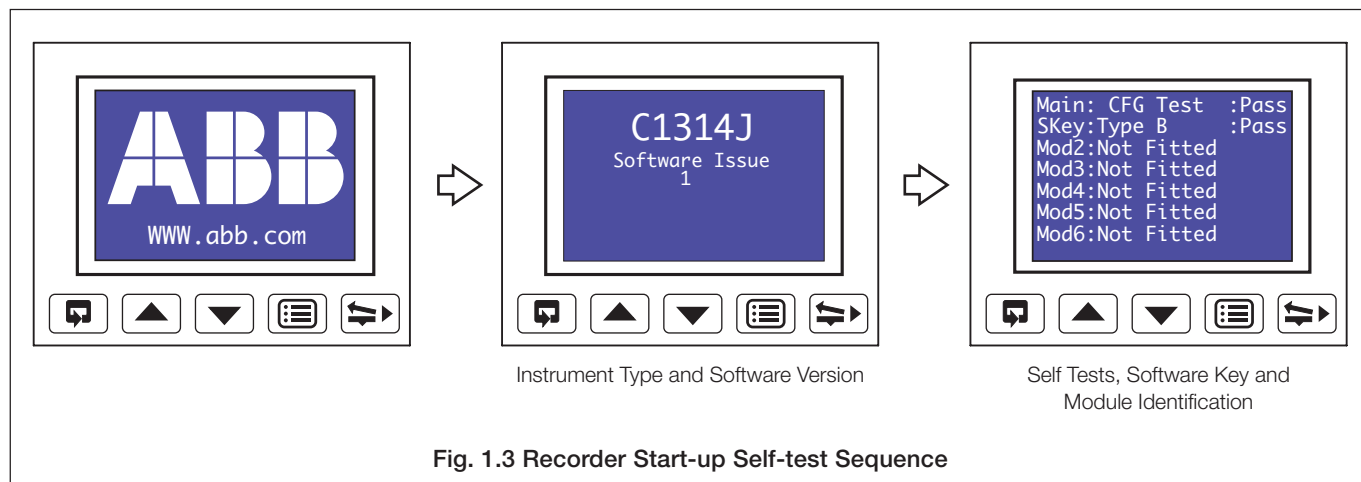 ABB
WWW.abb.com
C1314J
Software Issue
1
Instrument Type and Software Version
Main: CFG Test :Pass
SKey:Type B :Pass
Mod2:Not Fitted
Mod3:Not Fitted
Mod4:Not Fitted
Mod5:Not Fitted
Mod6:Not Fitted
Self Tests, Software Key and
Module Identification
Fig. 1.3 Recorder Start-up Self-test Sequence